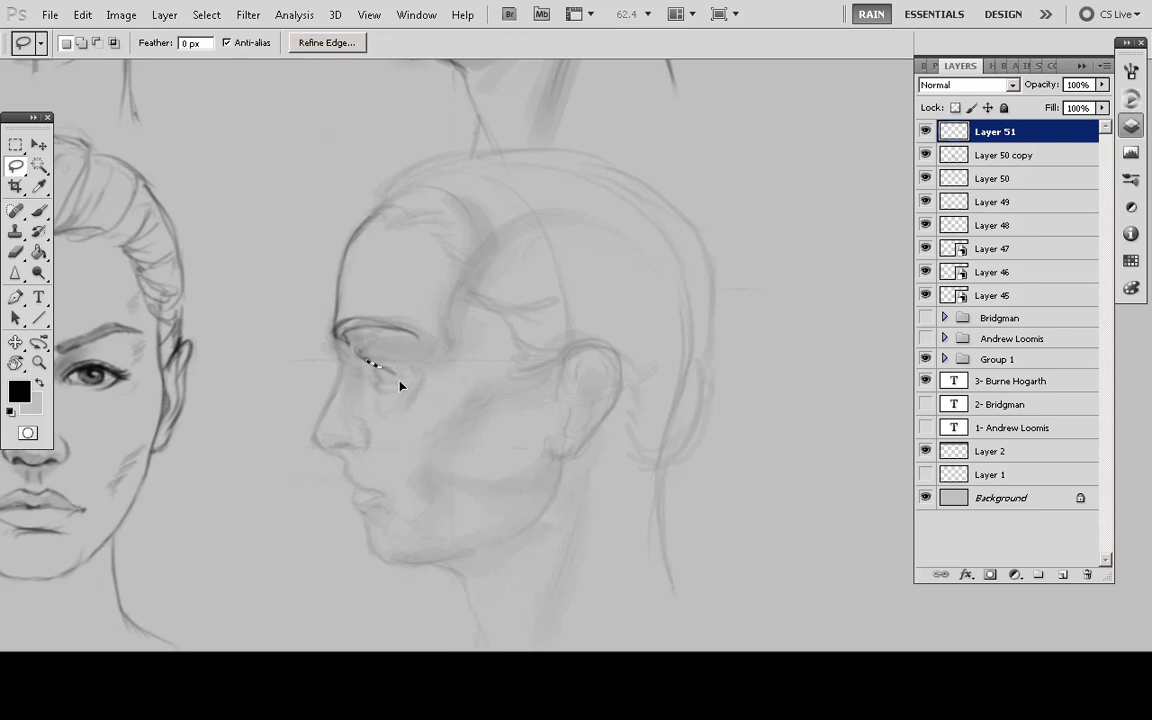 Ps File Edit Image Layer Select Filter Analysis 3D View Window Help Br Mb 62.4 RAIN ESSENTIALS DESIGN CS Live
Feather: 0 px Anti-alias Refine Edge...
LAYERS
Normal Opacity: 100%
Lock: Fill: 100%
Layer 51
Layer 50 copy
Layer 50
Layer 49
Layer 48
Layer 47
Layer 46
Layer 45
Bridgman
Andrew Loomis
Group 1
T 3- Burne Hogarth
T 2- Bridgman
T 1- Andrew Loomis
Layer 2
Layer 1
Background